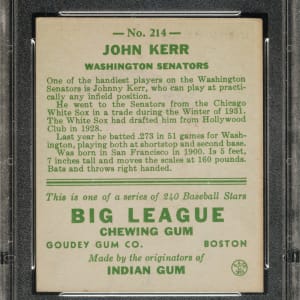 — No. 214—
JOHN KERR
WASHINGTON SENATORS
One of the handiest players on the Washington
Senators is Johnny Kerr, who can play at practic-
ally any infield position.
He went to the Senators from the Chicago
White Sox in a trade during the Winter of 1931.
The White Sox had drafted him from Hollywood
Club in 1928.
Last year he batted .273 in 51 games for Wash-
ington, playing both at shortstop and second base.
Was born in San Francisco in 1900. Is 5 feet,
7 inches tall and moves the scales at 160 pounds.
Bats and throws right handed.
This is one of a series of 240 Baseball Stars
BIG LEAGUE
CHEWING GUM
GOUDEY GUM CO. BOSTON
Made by the originators of
INDIAN GUM